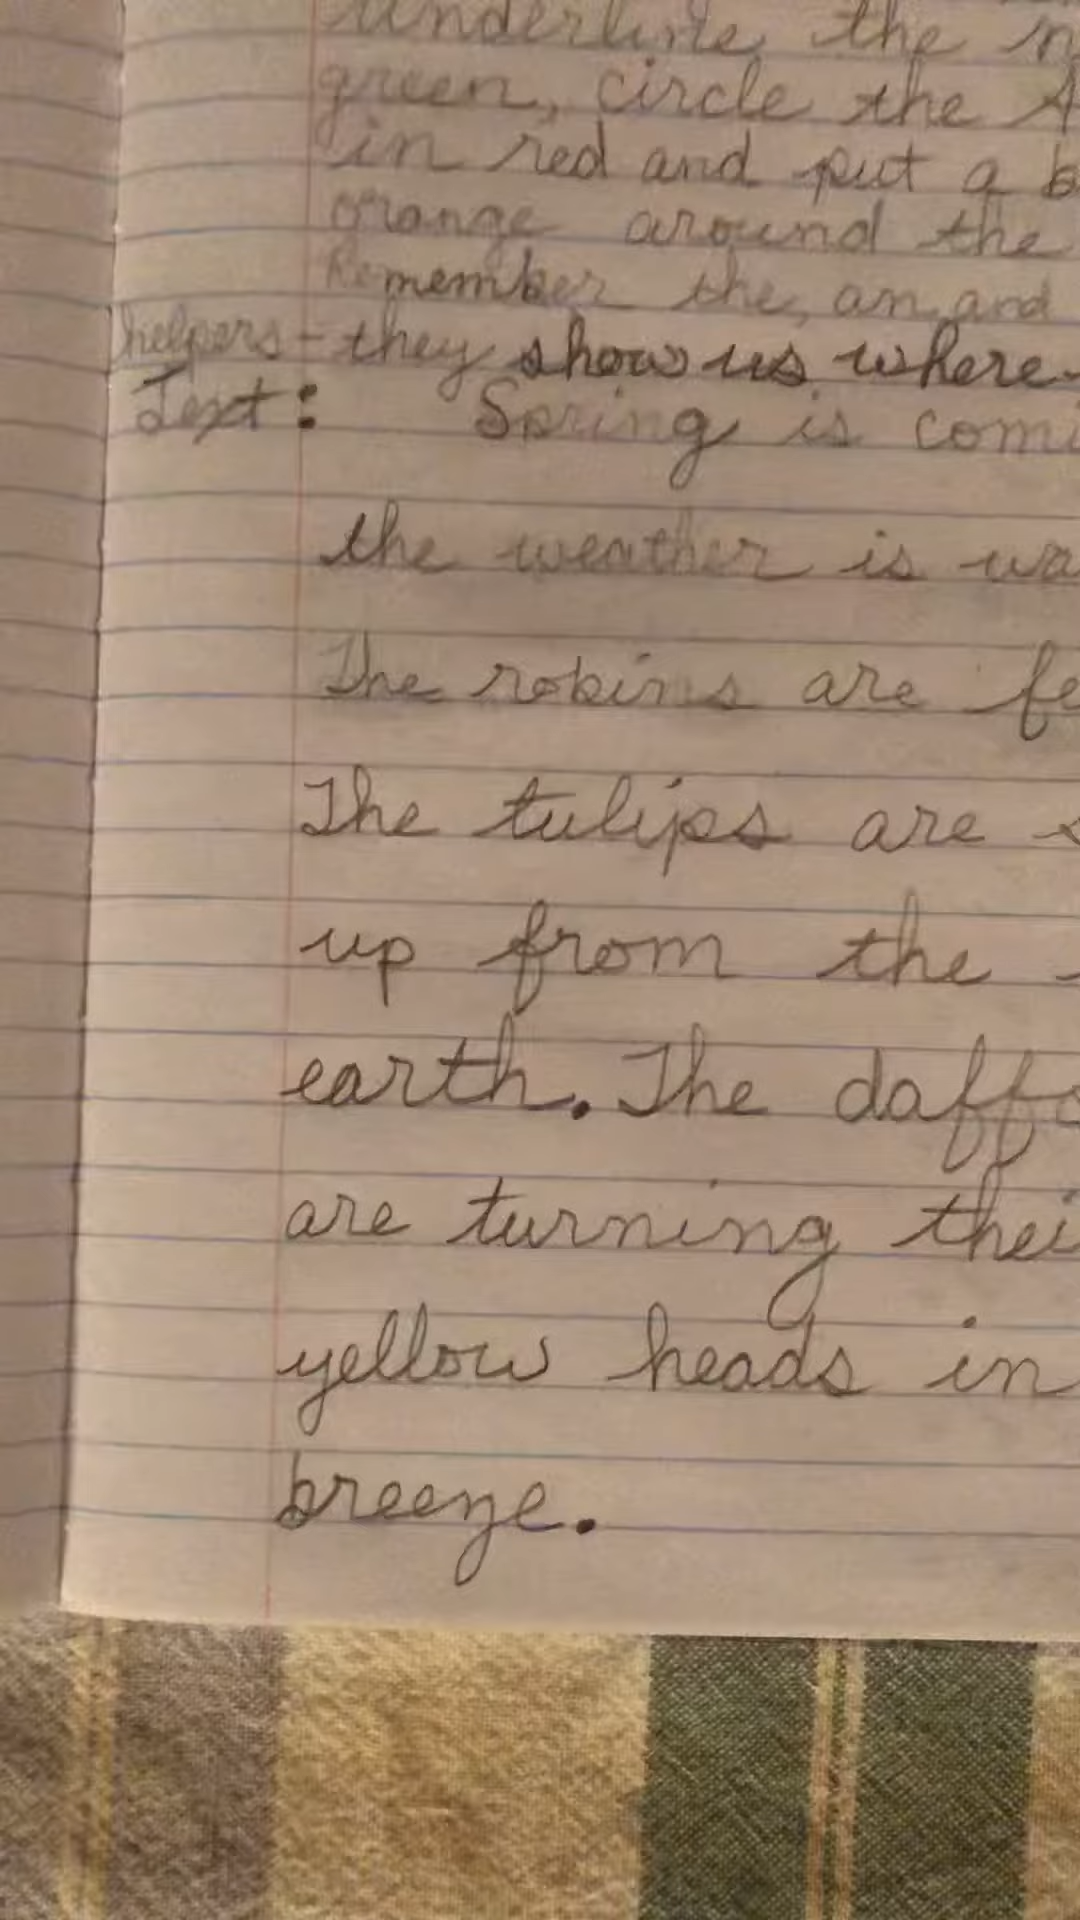 underline the
green, circle the
in red and put a
orange around the
Remember the, an, and
helpers - they show us where
Text: Spring is
the weather is
The robins are
The tulips are
up from the
earth. The
are turning
yellow heads in
breeze.